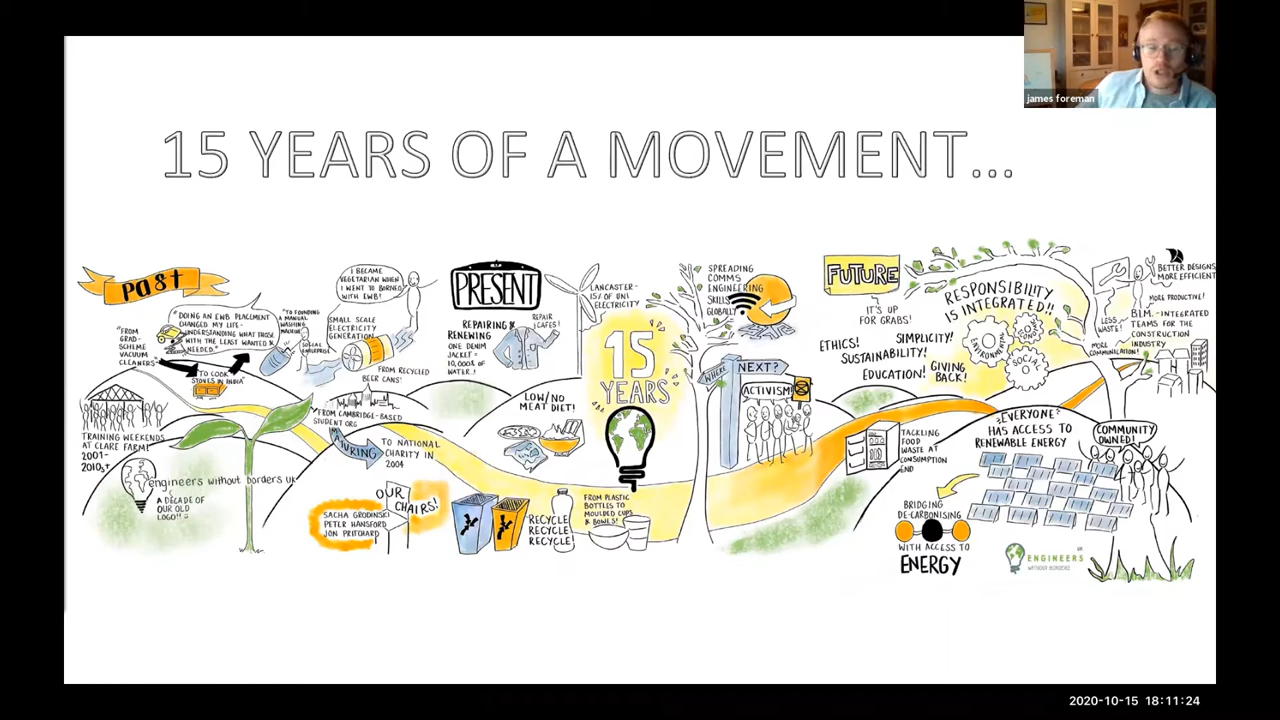 james foreman
15 YEARS OF A MOVEMENT...
past
"DOING AN EWB PLACEMENT
CHANGED MY LIFE-
UNDERSTANDING WHAT THOSE
WITH THE LEAST WANTED &
NEEDED."
"FROM
GRAD-
SCHEME
VACUUM
CLEANERS"
"TO COOK
STOVES IN INDIA"
"TO FOUNDING
A MANUAL
WASHING
MACHINE
SOCIAL
ENTERPRISE
I BECAME
VEGETARIAN WHEN
I WENT TO BORNEO
WITH EWB!
SMALL SCALE
ELECTRICITY
GENERATION
FROM RECYCLED
BEER CANS!
TRAINING WEEKENDS
AT CLARE FARM!
2001-
2010s+
engineers without borders uk
A DECADE OF
OUR OLD
LOGO!!
FROM CAMBRIDGE-BASED
STUDENT ORG
MATURING
TO NATIONAL
CHARITY IN
2004
OUR
CHAIRS!
SACHA GRODINSKI
PETER HANSFORD
JON PRITCHARD
PRESENT
REPAIRING &
RENEWING
ONE DENIM
JACKET =
10,000L OF
WATER!
REPAIR
CAFES!
LANCASTER-
15% OF UNI
ELECTRICITY
LOW/NO
MEAT DIET!
15
YEARS
RECYCLE
RECYCLE
RECYCLE
FROM PLASTIC
BOTTLES TO
MOULDED CUPS
& BOWLS!
SPREADING
COMMS
ENGINEERING
SKILLS
GLOBALLY
WHERE
NEXT?
ACTIVISM
FUTURE
IT'S UP
FOR GRABS!
ETHICS!
SIMPLICITY!
SUSTAINABILITY!
EDUCATION!
GIVING
BACK!
RESPONSIBILITY
IS INTEGRATED!!
ENVIRONMENTAL
ECONOMIC
SOCIAL
BETTER DESIGNS
MORE EFFICIENT
MORE PRODUCTIVE!
LESS
WASTE!
MORE
COMMUNICATION!
B.I.M. -INTEGRATED
TEAMS FOR THE
CONSTRUCTION
INDUSTRY
TACKLING
FOOD
WASTE AT
CONSUMPTION
END
EVERYONE
HAS ACCESS TO
RENEWABLE ENERGY
COMMUNITY
OWNED!
BRIDGING
DE-CARBONISING
WITH ACCESS TO
ENERGY
ENGINEERS
WITHOUT BORDERS
UK
2020-10-15 18:11:24